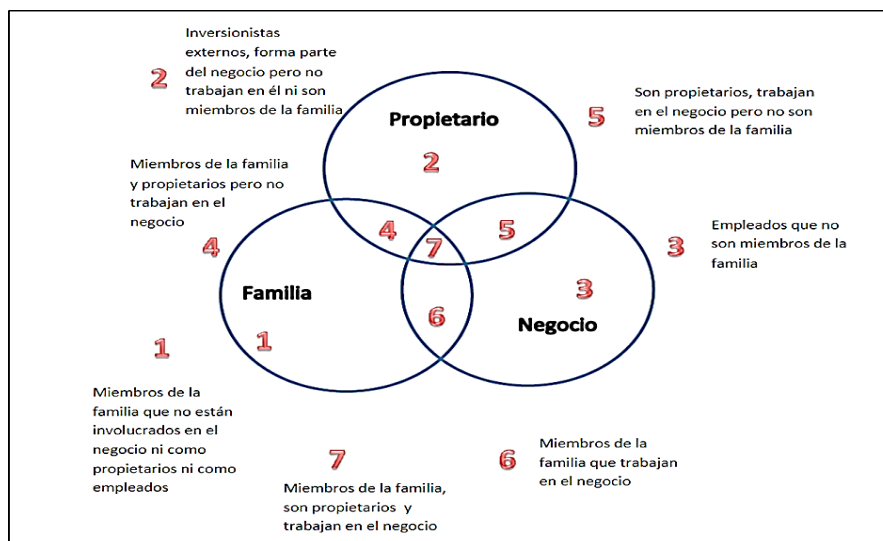 Inversionistas
externos, forma parte
del negocio pero no
trabajan en él ni son
miembros de la familia
2
Propietario
2
5
Son propietarios, trabajan
en el negocio pero no son
miembros de la familia
Miembros de la familia
y propietarios pero no
trabajan en el
negocio
4
4
7
5
3
Empleados que no
son miembros de la
familia
Familia
1
6
3
Negocio
1
Miembros de la
familia que no están
involucrados en el
negocio ni como
propietarios ni como
empleados
7
Miembros de la familia,
son propietarios y
trabajan en el negocio
6
Miembros de la
familia que trabajan
en el negocio